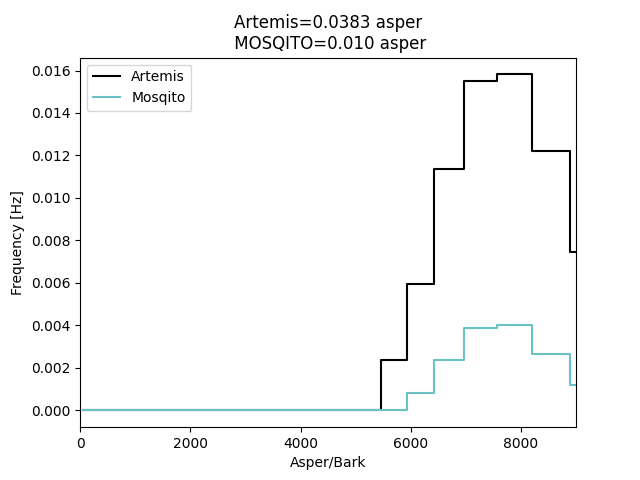 Artemis=0.0383 asper
MOSQITO=0.010 asper
Artemis
Mosqito
0.016
0.014
0.012
0.010
0.008
0.006
0.004
0.002
0.000
Frequency [Hz]
0
2000
4000
6000
8000
Asper/Bark